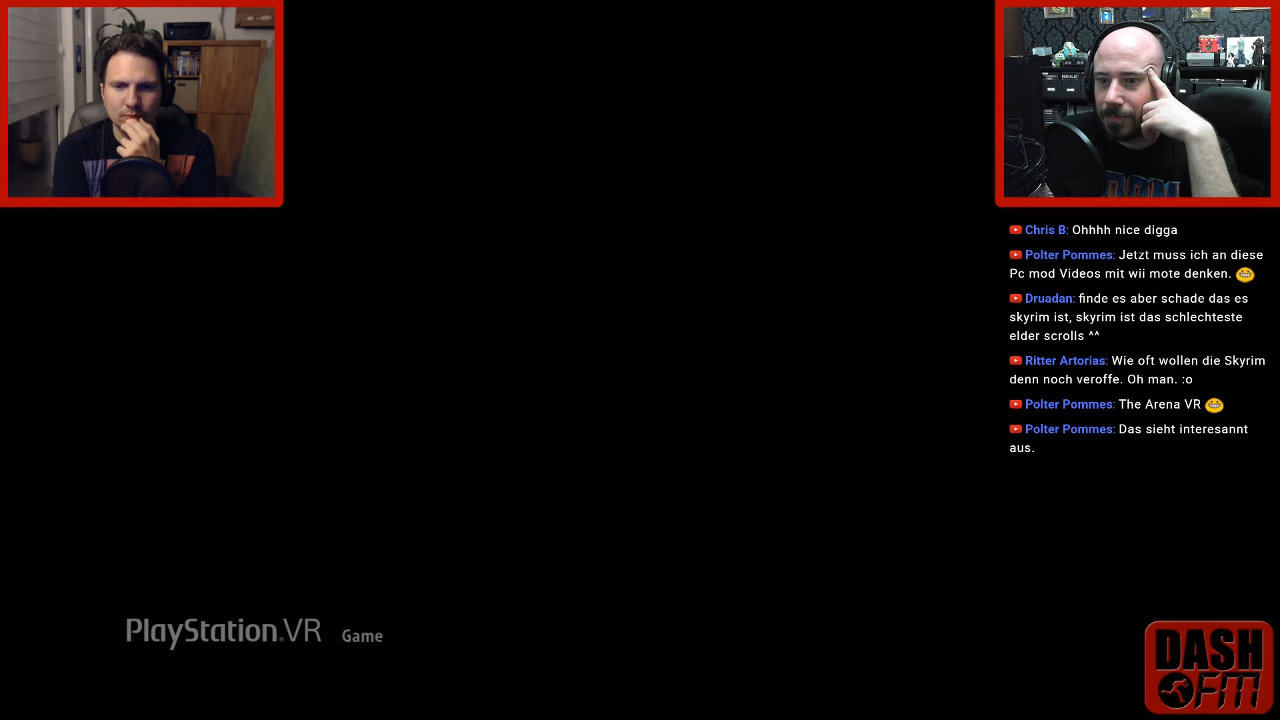 Chris B: Ohhhh nice digga
Polter Pommes: Jetzt muss ich an diese
Pc mod Videos mit wii mote denken.
Druadan: finde es aber schade das es
skyrim ist, skyrim ist das schlechteste
elder scrolls ^^
Ritter Artorias: Wie oft wollen die Skyrim
denn noch veroffe. Oh man. :o
Polter Pommes: The Arena VR
Polter Pommes: Das sieht interesannt
aus.
PlayStation.VR Game
DASH